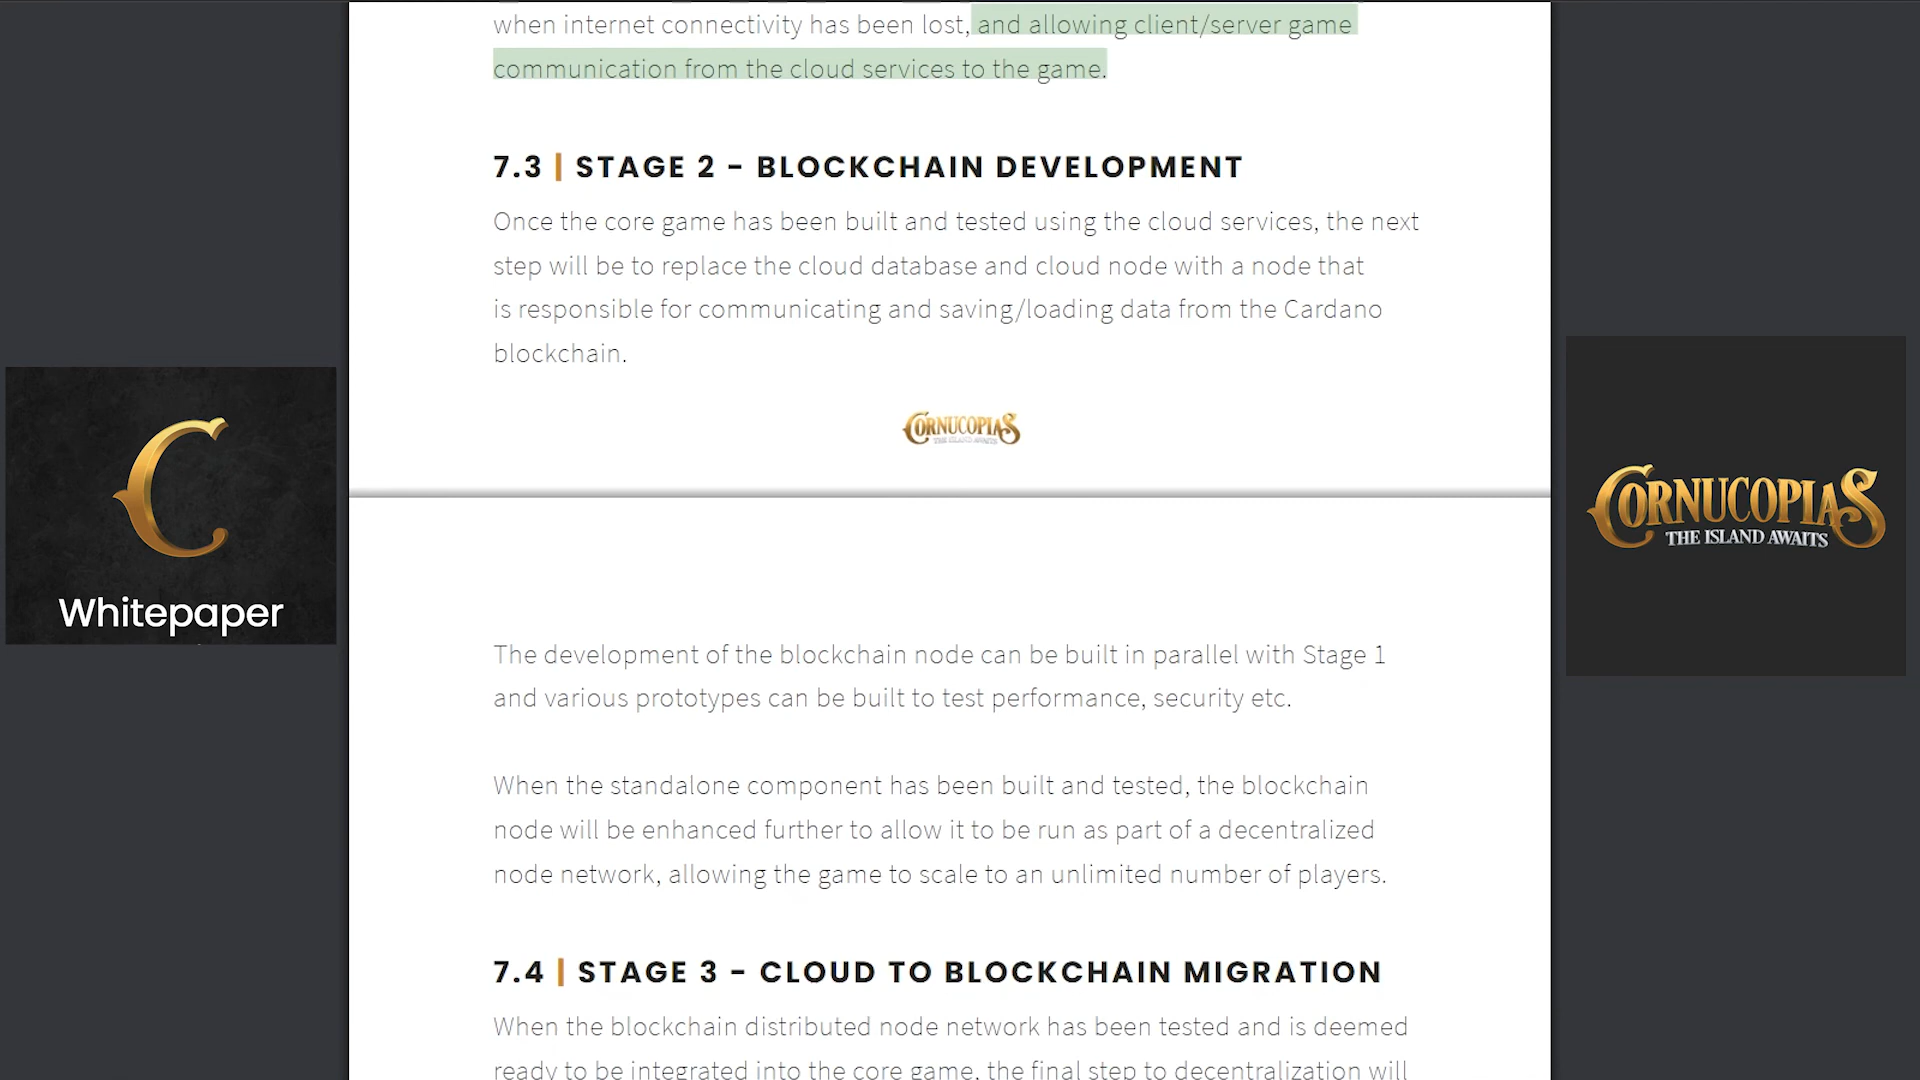 when internet connectivity has been lost, and allowing client/server game
communication from the cloud services to the game.
7.3 | STAGE 2 - BLOCKCHAIN DEVELOPMENT
Once the core game has been built and tested using the cloud services, the next
step will be to replace the cloud database and cloud node with a node that
is responsible for communicating and saving/loading data from the Cardano
blockchain.
CORNUCOPIAS
THE ISLAND AWAITS
C
Whitepaper
CORNUCOPIAS
THE ISLAND AWAITS
The development of the blockchain node can be built in parallel with Stage 1
and various prototypes can be built to test performance, security etc.
When the standalone component has been built and tested, the blockchain
node will be enhanced further to allow it to be run as part of a decentralized
node network, allowing the game to scale to an unlimited number of players.
7.4 | STAGE 3 - CLOUD TO BLOCKCHAIN MIGRATION
When the blockchain distributed node network has been tested and is deemed
ready to be integrated into the core game, the final step to decentralization will